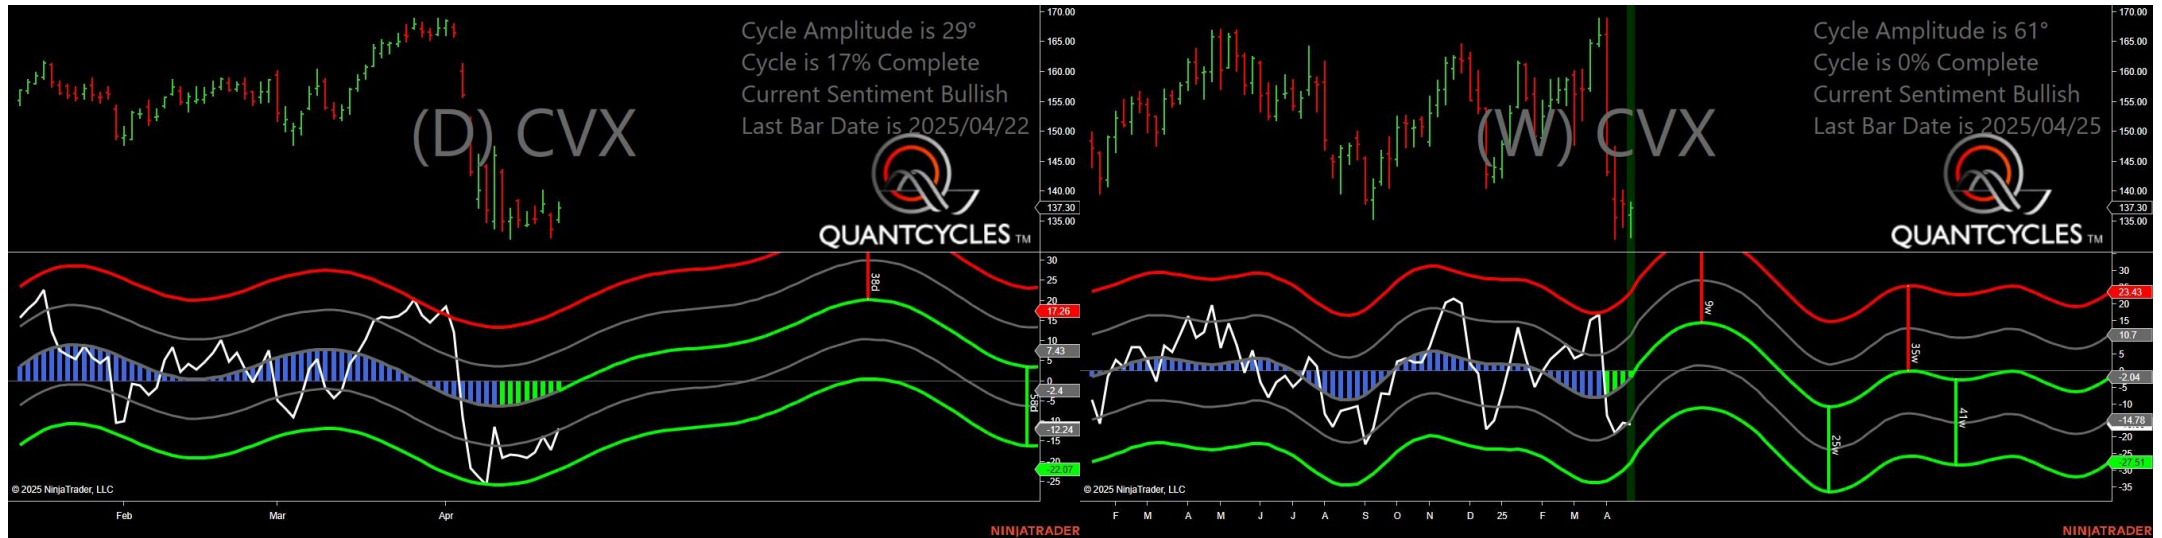 Cycle Amplitude is 29°
Cycle is 17% Complete
Current Sentiment Bullish
Last Bar Date is 2025/04/22
(D) CVX
QUANTCYCLES TM
170.00
165.00
160.00
155.00
150.00
145.00
140.00
137.30
135.00
30
25
20
17.26
15
10
7.43
5
0
-2.4
-5
-10
-12.24
-15
-20
-22.07
-25
38d
58d
© 2025 NinjaTrader, LLC
Feb
Mar
Apr
NINJATRADER
Cycle Amplitude is 61°
Cycle is 0% Complete
Current Sentiment Bullish
Last Bar Date is 2025/04/25
(W) CVX
QUANTCYCLES TM
170.00
165.00
160.00
155.00
150.00
145.00
140.00
137.30
135.00
30
23.43
20
15
10.7
5
-2.04
-5
-10
-14.78
-20
-25
-27.51
-30
-35
9w
25w
35w
41w
© 2025 NinjaTrader, LLC
F
M
A
M
J
J
A
S
O
N
D
25
F
M
A
NINJATRADER